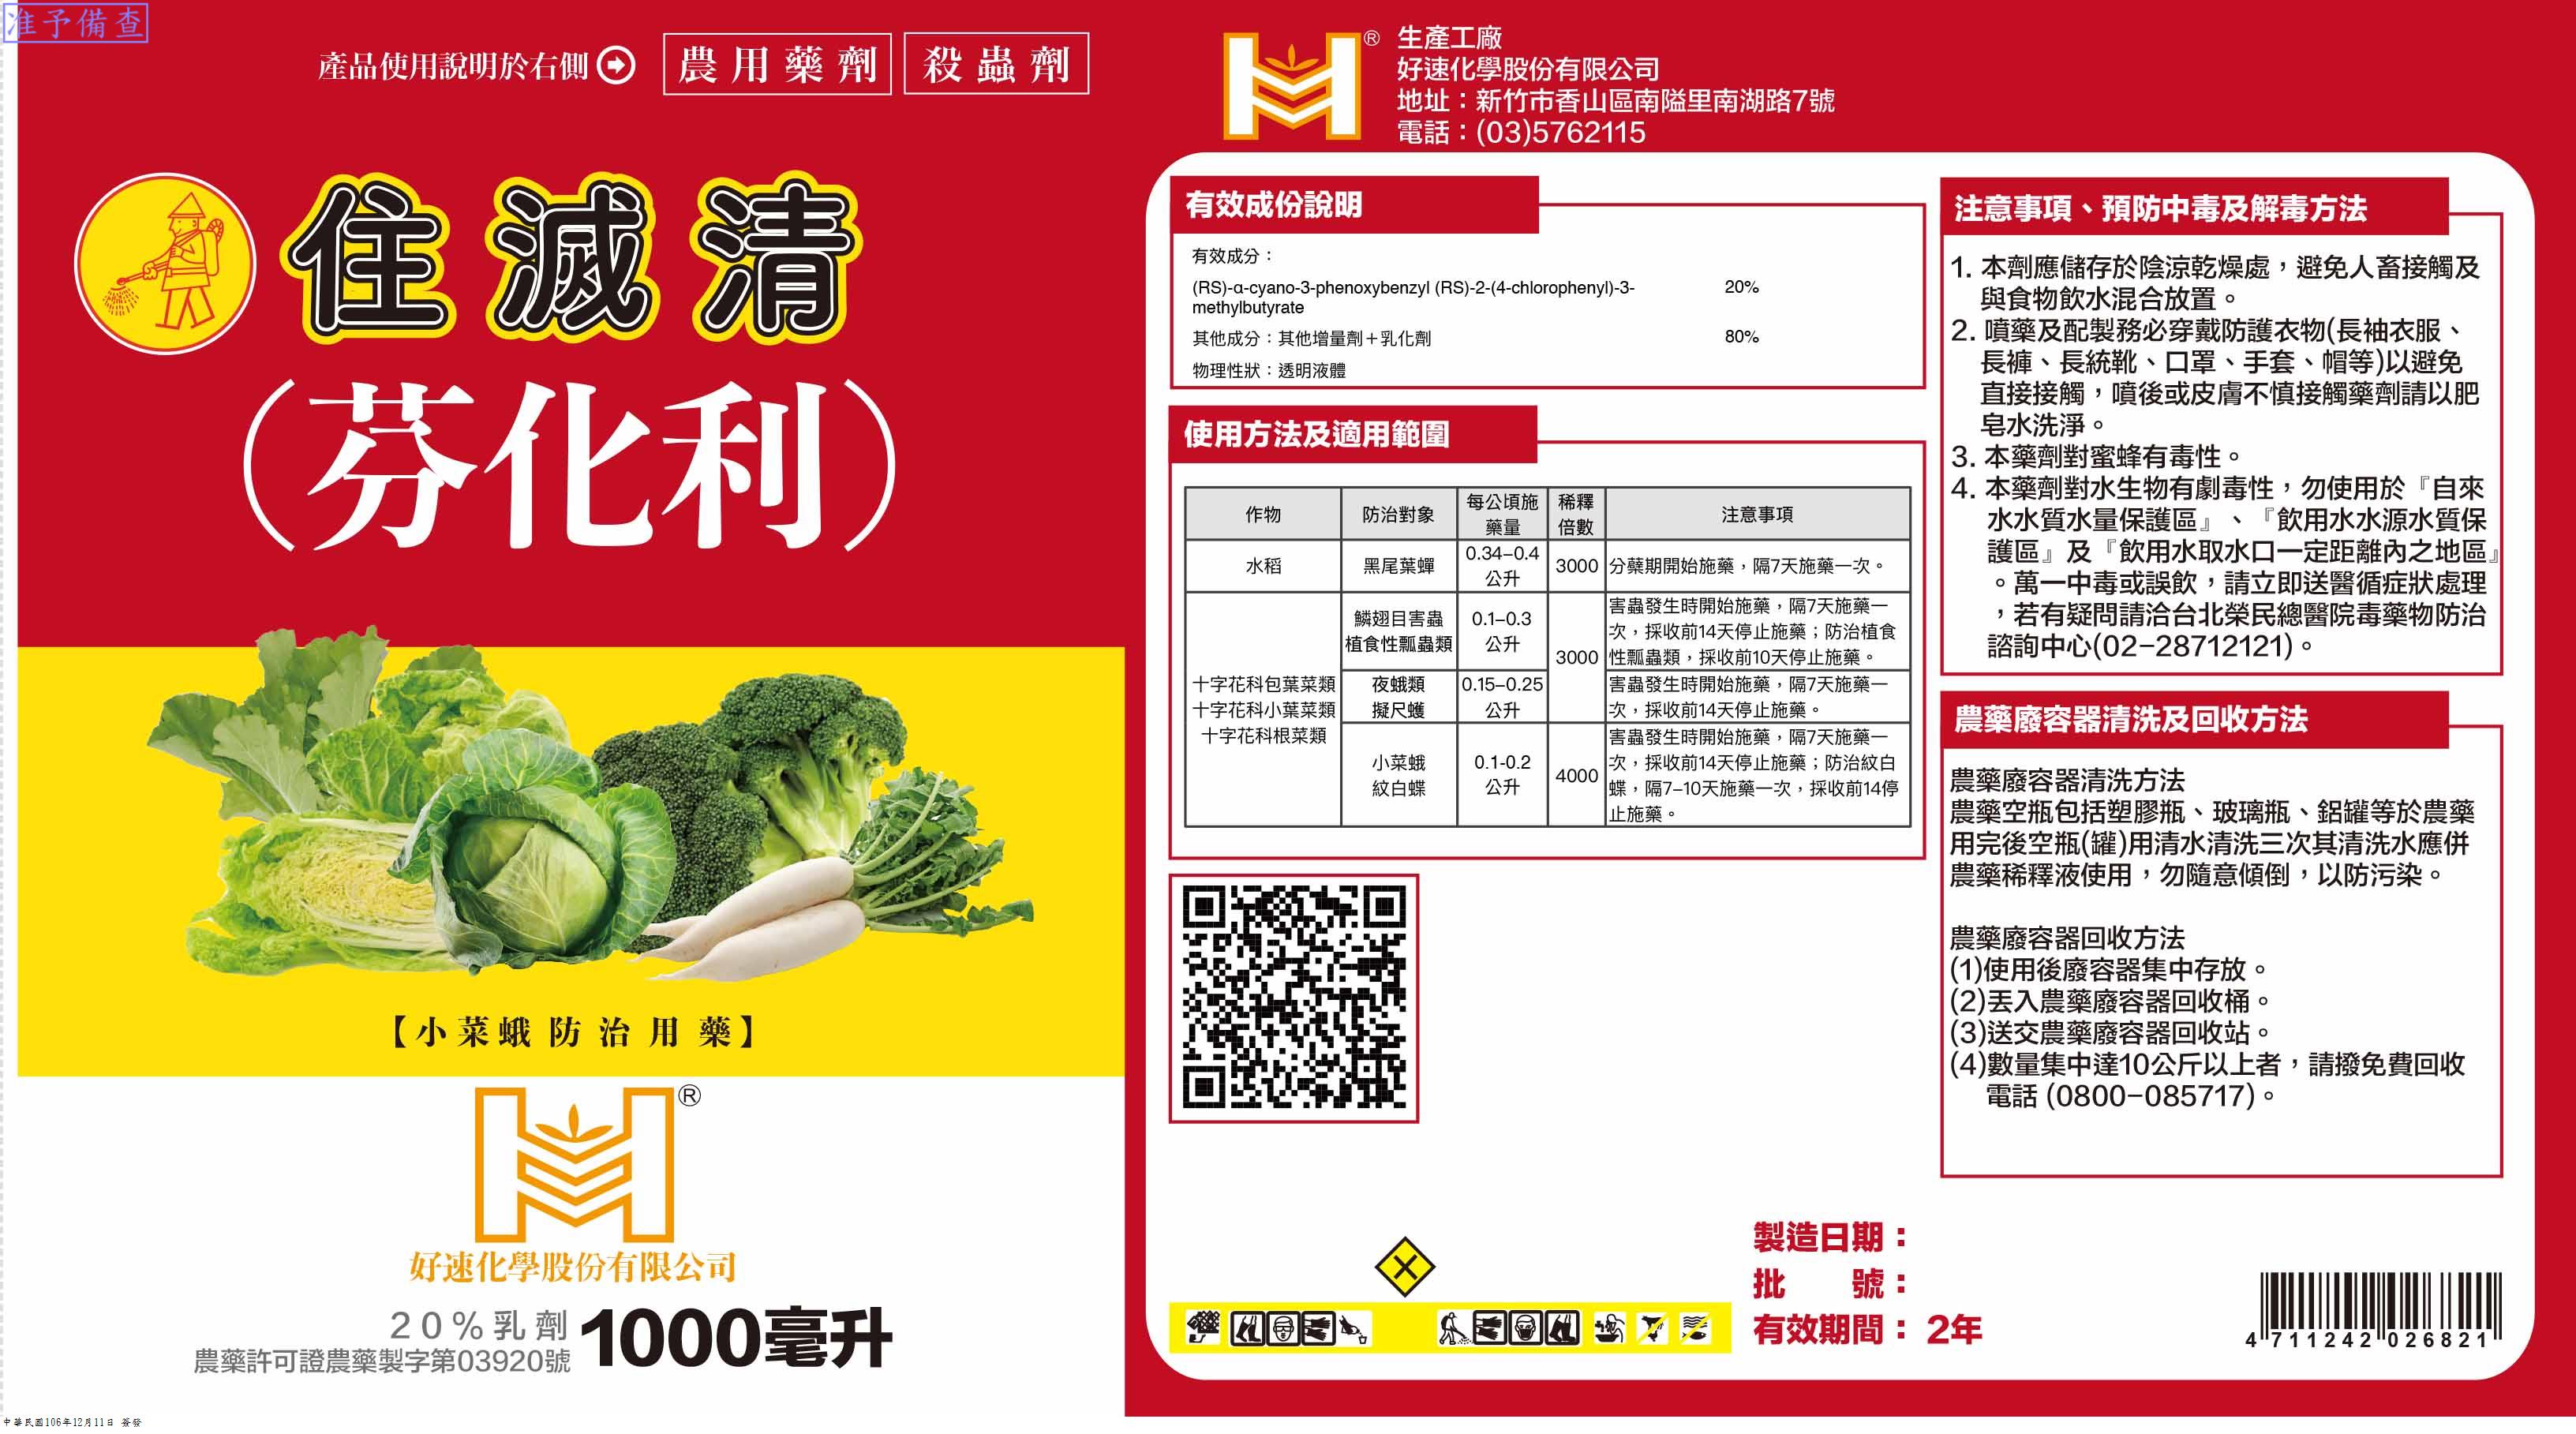 准予備查
產品使用說明於右側
農用藥劑
殺蟲劑
住滅清
(芬化利)
【小菜蛾防治用藥】
®
好速化學股份有限公司
20%乳劑
農藥許可證農藥製字第03920號
1000毫升
中華民國106年12月11日 簽發
®
生產工廠
好速化學股份有限公司
地址：新竹市香山區南隘里南湖路7號
電話：(03)5762115
有效成份說明
有效成分：
(RS)-α-cyano-3-phenoxybenzyl (RS)-2-(4-chlorophenyl)-3- 20%
methylbutyrate
其他成分：其他增量劑＋乳化劑 80%
物理性狀：透明液體
使用方法及適用範圍
作物 防治對象 每公頃施藥量 稀釋倍數 注意事項
水稻 黑尾葉蟬 0.34–0.4公升 3000 分蘗期開始施藥，隔7天施藥一次。
十字花科包葉菜類
十字花科小葉菜類
十字花科根菜類
鱗翅目害蟲
植食性瓢蟲類
0.1–0.3
公升
3000
害蟲發生時開始施藥，隔7天施藥一
次，採收前14天停止施藥；防治植食
性瓢蟲類，採收前10天停止施藥。
夜蛾類
擬尺蠖
0.15–0.25
公升
害蟲發生時開始施藥，隔7天施藥一
次，採收前14天停止施藥。
小菜蛾
紋白蝶
0.1-0.2
公升
4000
害蟲發生時開始施藥，隔7天施藥一
次，採收前14天停止施藥；防治紋白
蝶，隔7–10天施藥一次，採收前14停
止施藥。
注意事項、預防中毒及解毒方法
1. 本劑應儲存於陰涼乾燥處，避免人畜接觸及
與食物飲水混合放置。
2. 噴藥及配製務必穿戴防護衣物(長袖衣服、
長褲、長統靴、口罩、手套、帽等)以避免
直接接觸，噴後或皮膚不慎接觸藥劑請以肥
皂水洗淨。
3. 本藥劑對蜜蜂有毒性。
4. 本藥劑對水生物有劇毒性，勿使用於『自來
水水質水量保護區』、『飲用水水源水質保
護區』及『飲用水取水口一定距離內之地區』
。萬一中毒或誤飲，請立即送醫循症狀處理
，若有疑問請洽台北榮民總醫院毒藥物防治
諮詢中心(02–28712121)。
農藥廢容器清洗及回收方法
農藥廢容器清洗方法
農藥空瓶包括塑膠瓶、玻璃瓶、鋁罐等於農藥
用完後空瓶(罐)用清水清洗三次其清洗水應併
農藥稀釋液使用，勿隨意傾倒，以防污染。
農藥廢容器回收方法
(1)使用後廢容器集中存放。
(2)丟入農藥廢容器回收桶。
(3)送交農藥廢容器回收站。
(4)數量集中達10公斤以上者，請撥免費回收
電話 (0800–085717)。
製造日期：
批　號：
有效期間：2年
4 711242 026821